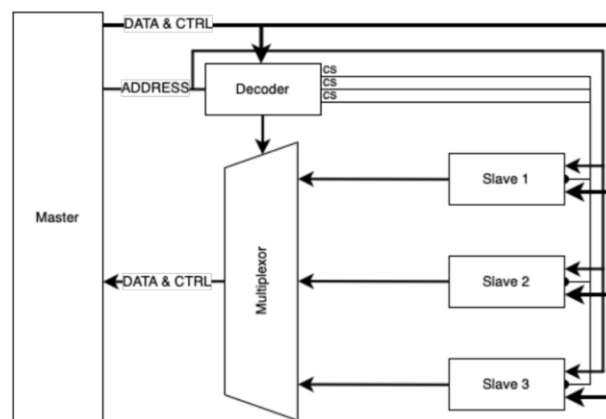 DATA & CTRL
ADDRESS
Decoder
CS
CS
CS
Master
Multiplexor
Slave 1
DATA & CTRL
Slave 2
Slave 3